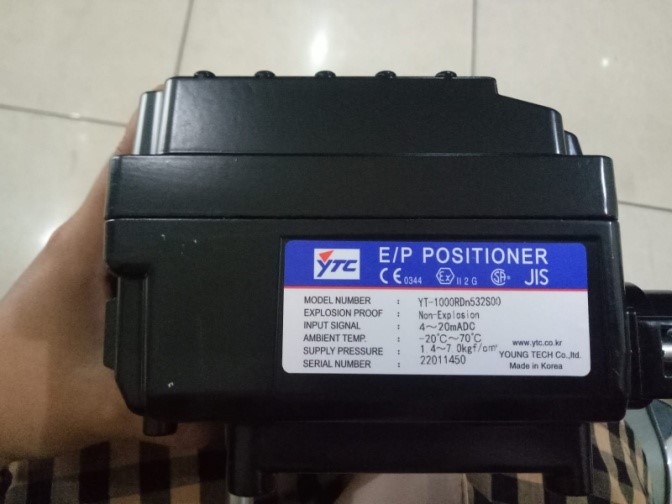 YTC
E/P POSITIONER
CE 0344 Ex II 2 G SA JIS
MODEL NUMBER : YT-1000RDn532S00
EXPLOSION PROOF : Non-Explosion
INPUT SIGNAL : 4～20mADC
AMBIENT TEMP. : -20℃～70℃
SUPPLY PRESSURE : 1.4～7.0kgf/cm²
SERIAL NUMBER : 22011450
www.ytc.co.kr
YOUNG TECH Co.,ltd.
Made in Korea